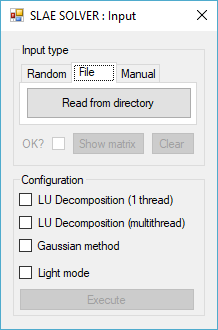 SLAE SOLVER : Input
Input type
Random File Manual
Read from directory
OK? Show matrix Clear
Configuration
LU Decomposition (1 thread)
LU Decomposition (multithread)
Gaussian method
Light mode
Execute